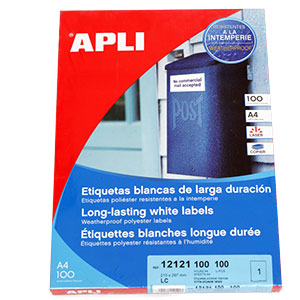 APLI
RESISTENTES
A LA
INTEMPERIE
WEATHERPROOF
No commercial
mail accepted
POST
100
A4
LASER
COPIER
Etiquetas blancas de larga duración
Etiquetas poliéster resistentes a la intemperie
Long-lasting white labels
Weatherproof polyester labels
Étiquettes blanches longue durée
Étiquettes polyester résistantes à l'humidité
A4
100
12121 100 100
210 x 297 mm
LC
1